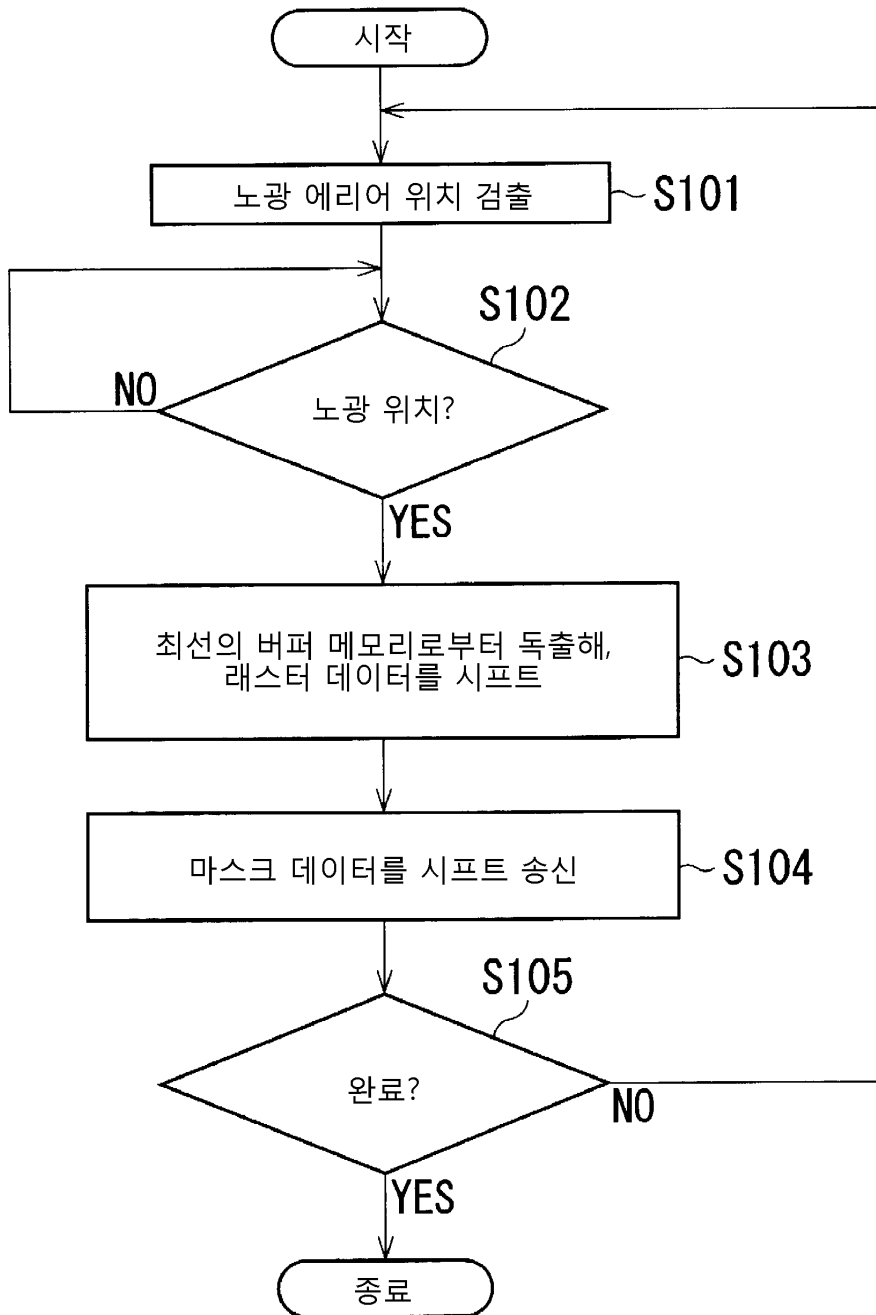 시작
노광 에리어 위치 검출
S101
S102
노광 위치?
NO
YES
최선의 버퍼 메모리로부터 독출해,
래스터 데이터를 시프트
S103
마스크 데이터를 시프트 송신
S104
S105
완료?
NO
YES
종료